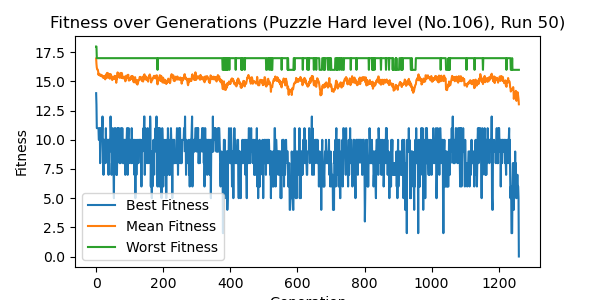 Fitness over Generations (Puzzle Hard level (No.106), Run 50)
Fitness
17.5
15.0
12.5
10.0
7.5
5.0
2.5
0.0
Best Fitness
Mean Fitness
Worst Fitness
0
200
400
600
800
1000
1200
Generation